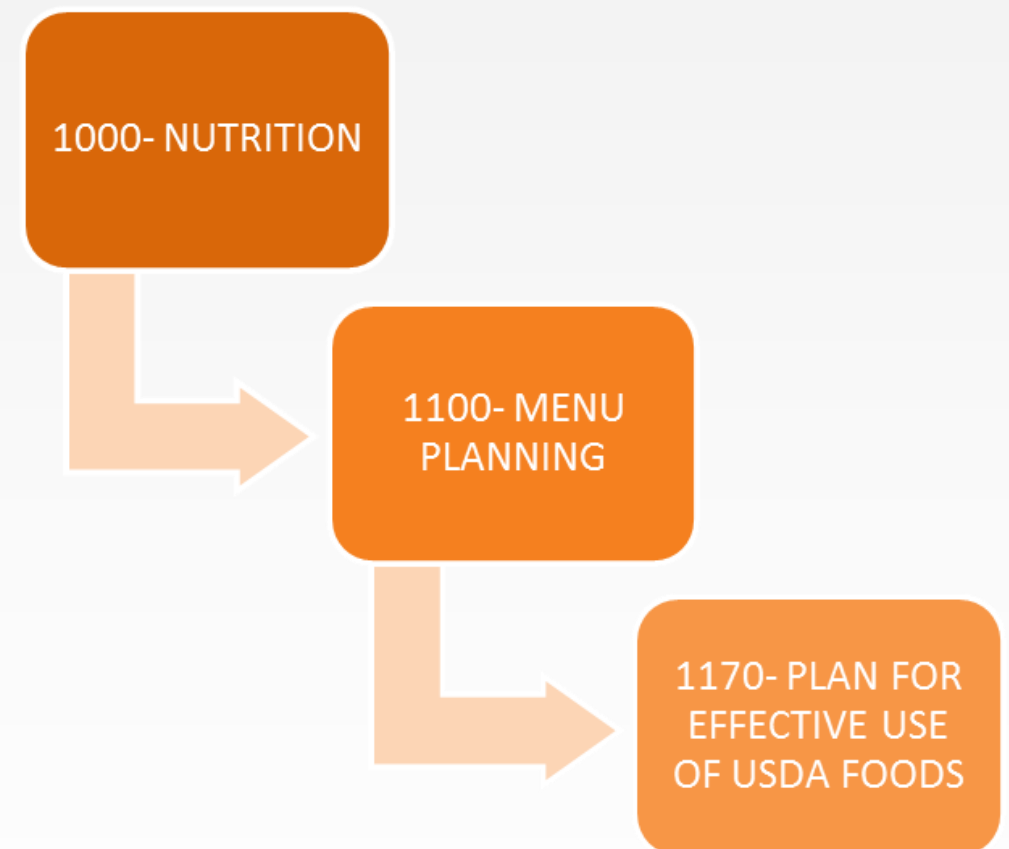 1000- NUTRITION
1100- MENU
PLANNING
1170- PLAN FOR
EFFECTIVE USE
OF USDA FOODS